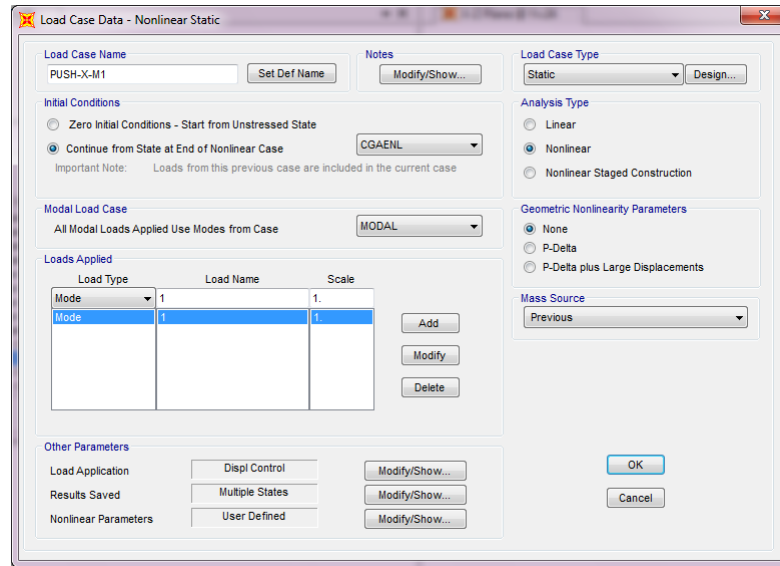 Load Case Data - Nonlinear Static
Load Case Name
PUSH-X-M1
Set Def Name
Notes
Modify/Show...
Load Case Type
Static
Design...
Initial Conditions
Zero Initial Conditions - Start from Unstressed State
Continue from State at End of Nonlinear Case
CGAENL
Important Note: Loads from this previous case are included in the current case
Analysis Type
Linear
Nonlinear
Nonlinear Staged Construction
Modal Load Case
All Modal Loads Applied Use Modes from Case
MODAL
Geometric Nonlinearity Parameters
None
P-Delta
P-Delta plus Large Displacements
Loads Applied
Load Type Load Name Scale
Mode 1 1.
Mode 1 1.
Add
Modify
Delete
Mass Source
Previous
Other Parameters
Load Application Displ Control Modify/Show...
Results Saved Multiple States Modify/Show...
Nonlinear Parameters User Defined Modify/Show...
OK
Cancel